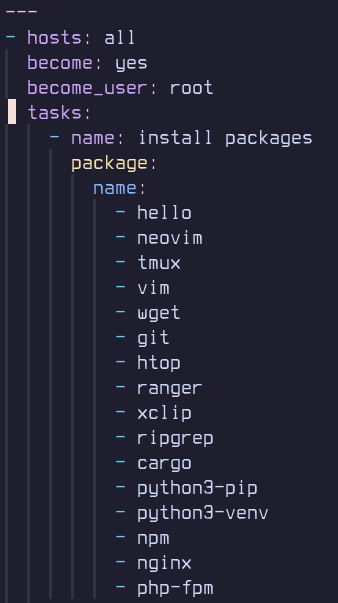 ---
- hosts: all
  become: yes
  become_user: root
  tasks:
    - name: install packages
      package:
        name:
          - hello
          - neovim
          - tmux
          - vim
          - wget
          - git
          - htop
          - ranger
          - xclip
          - ripgrep
          - cargo
          - python3-pip
          - python3-venv
          - npm
          - nginx
          - php-fpm